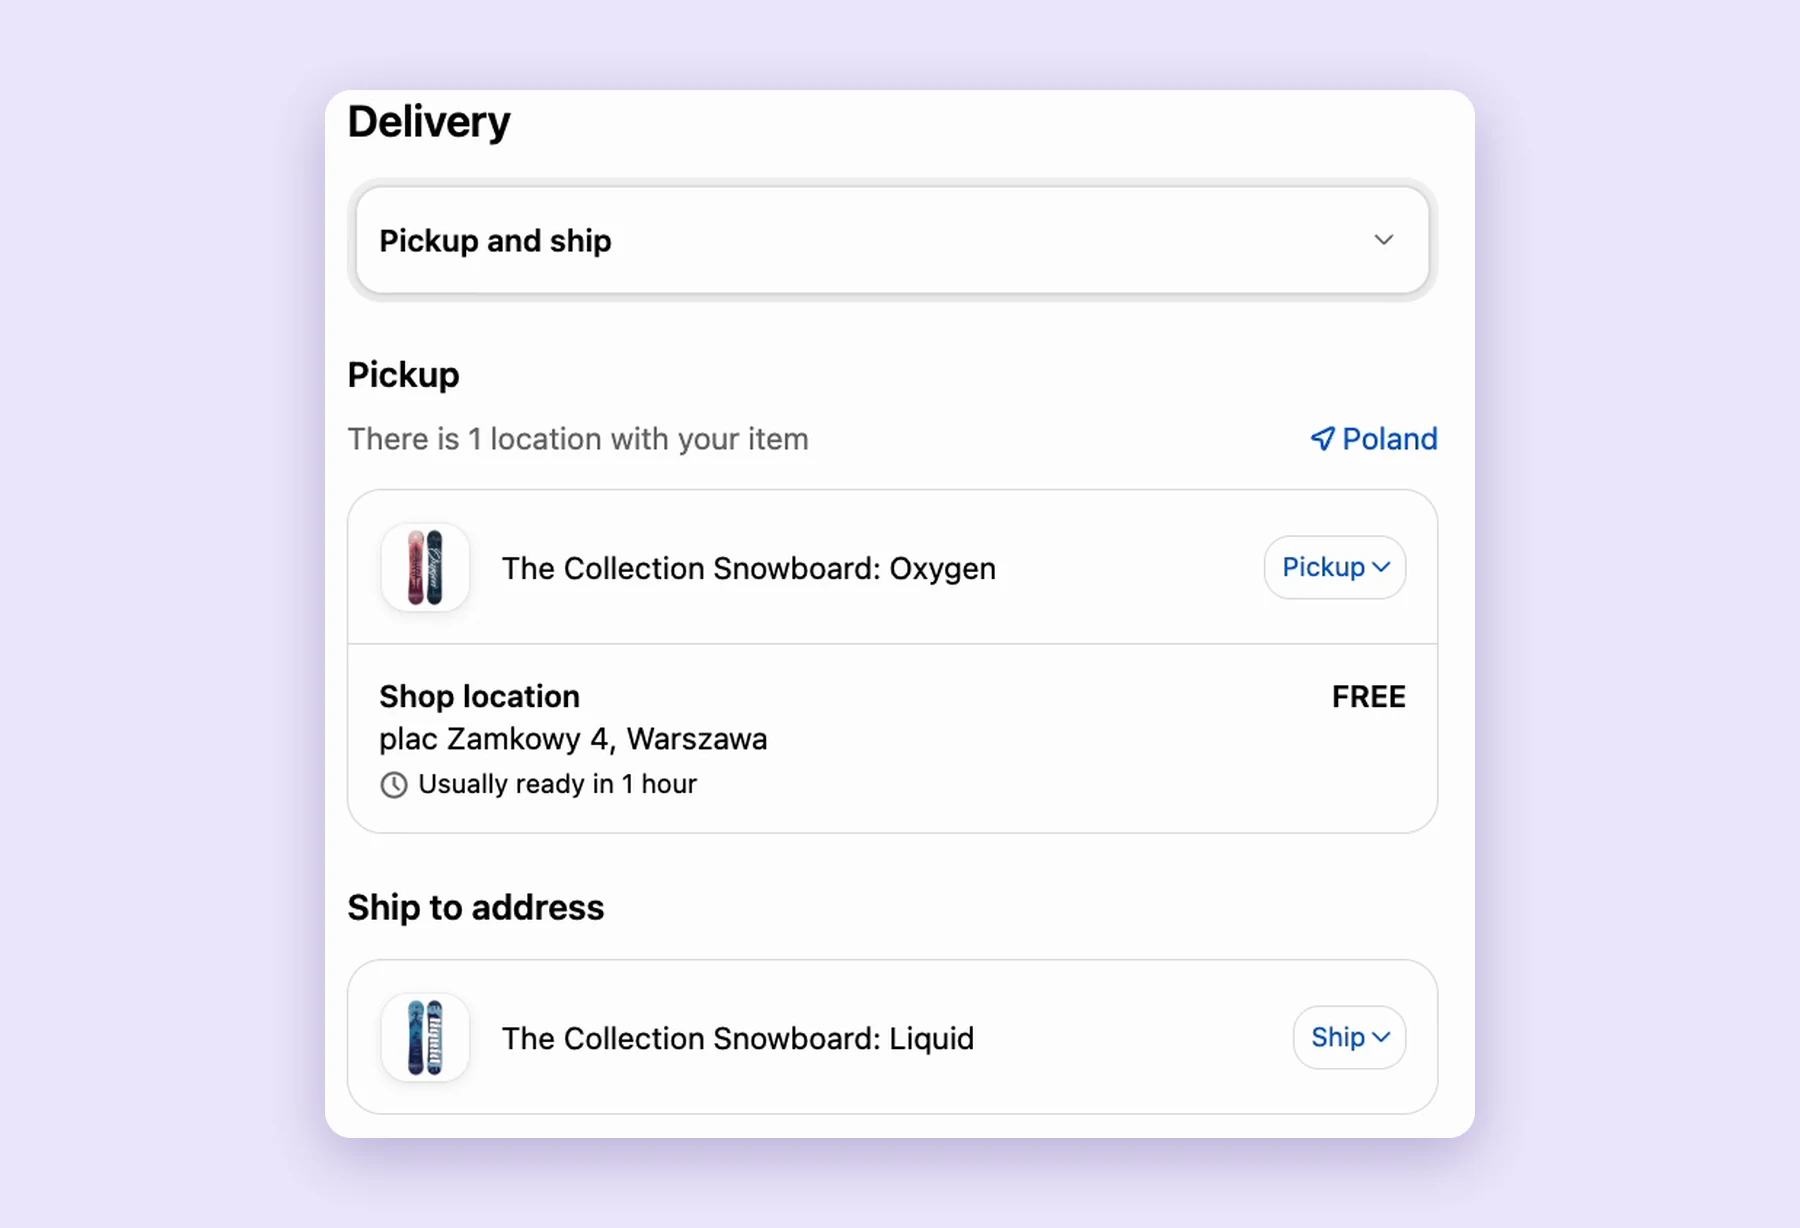 Delivery
Pickup and ship
Pickup
There is 1 location with your item
Poland
The Collection Snowboard: Oxygen
Pickup
Shop location
FREE
plac Zamkowy 4, Warszawa
Usually ready in 1 hour
Ship to address
The Collection Snowboard: Liquid
Ship